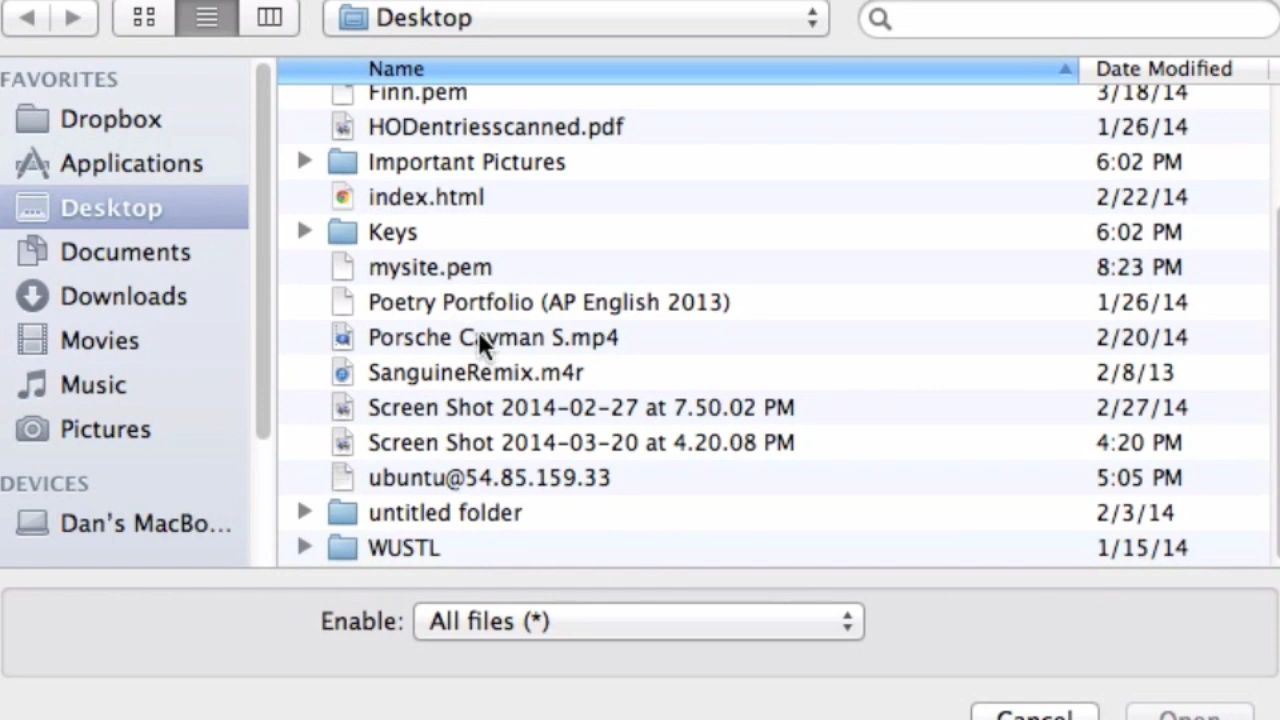 Desktop
Name Date Modified
FAVORITES
Dropbox
Applications
Desktop
Documents
Downloads
Movies
Music
Pictures
DEVICES
Dan's MacBo...
Finn.pem 3/18/14
HODentriesscanned.pdf 1/26/14
Important Pictures 6:02 PM
index.html 2/22/14
Keys 6:02 PM
mysite.pem 8:23 PM
Poetry Portfolio (AP English 2013) 1/26/14
Porsche Cayman S.mp4 2/20/14
SanguineRemix.m4r 2/8/13
Screen Shot 2014-02-27 at 7.50.02 PM 2/27/14
Screen Shot 2014-03-20 at 4.20.08 PM 4:20 PM
ubuntu@54.85.159.33 5:05 PM
untitled folder 2/3/14
WUSTL 1/15/14
Enable: All files (*)
Cancel Open